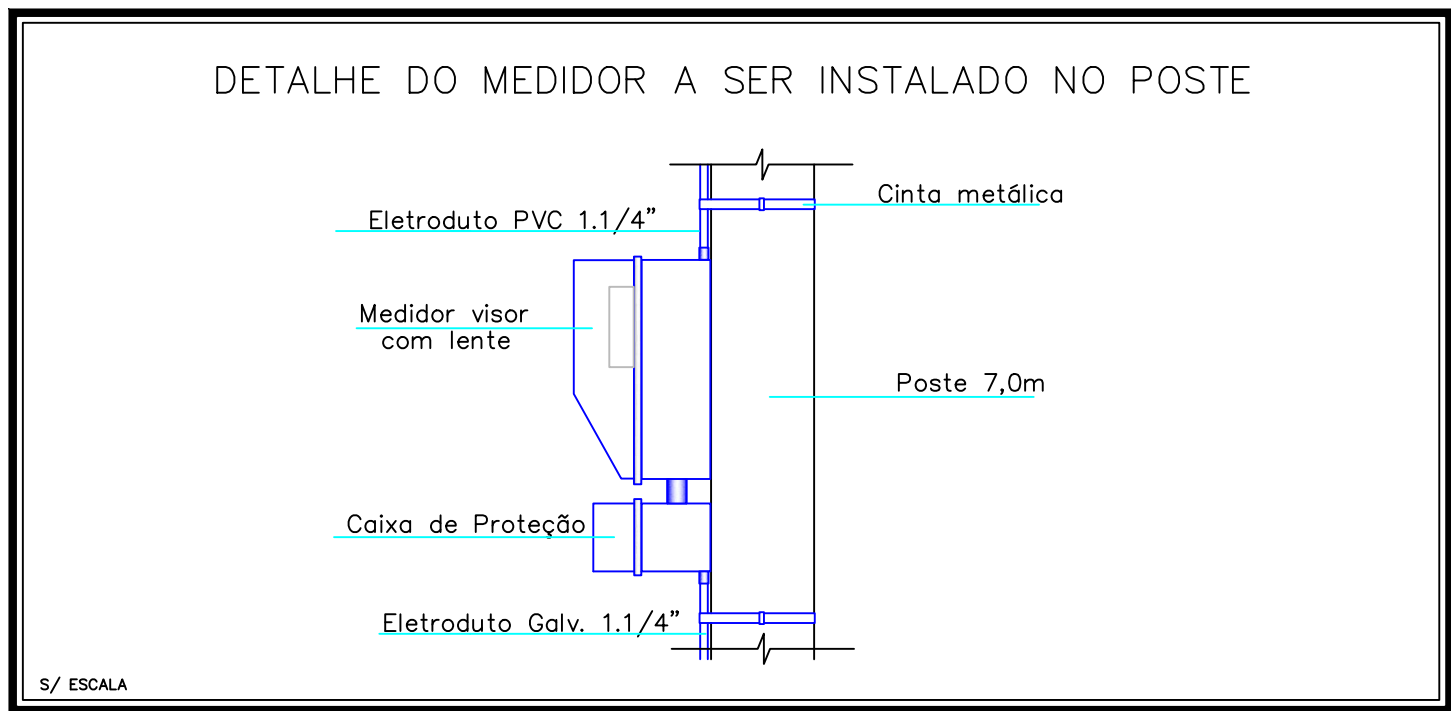 DETALHE DO MEDIDOR A SER INSTALADO NO POSTE
Cinta metálica
Eletroduto PVC 1.1/4”
Medidor visor
com lente
Poste 7,0m
Caixa de Proteção
Eletroduto Galv. 1.1/4”
S/ ESCALA